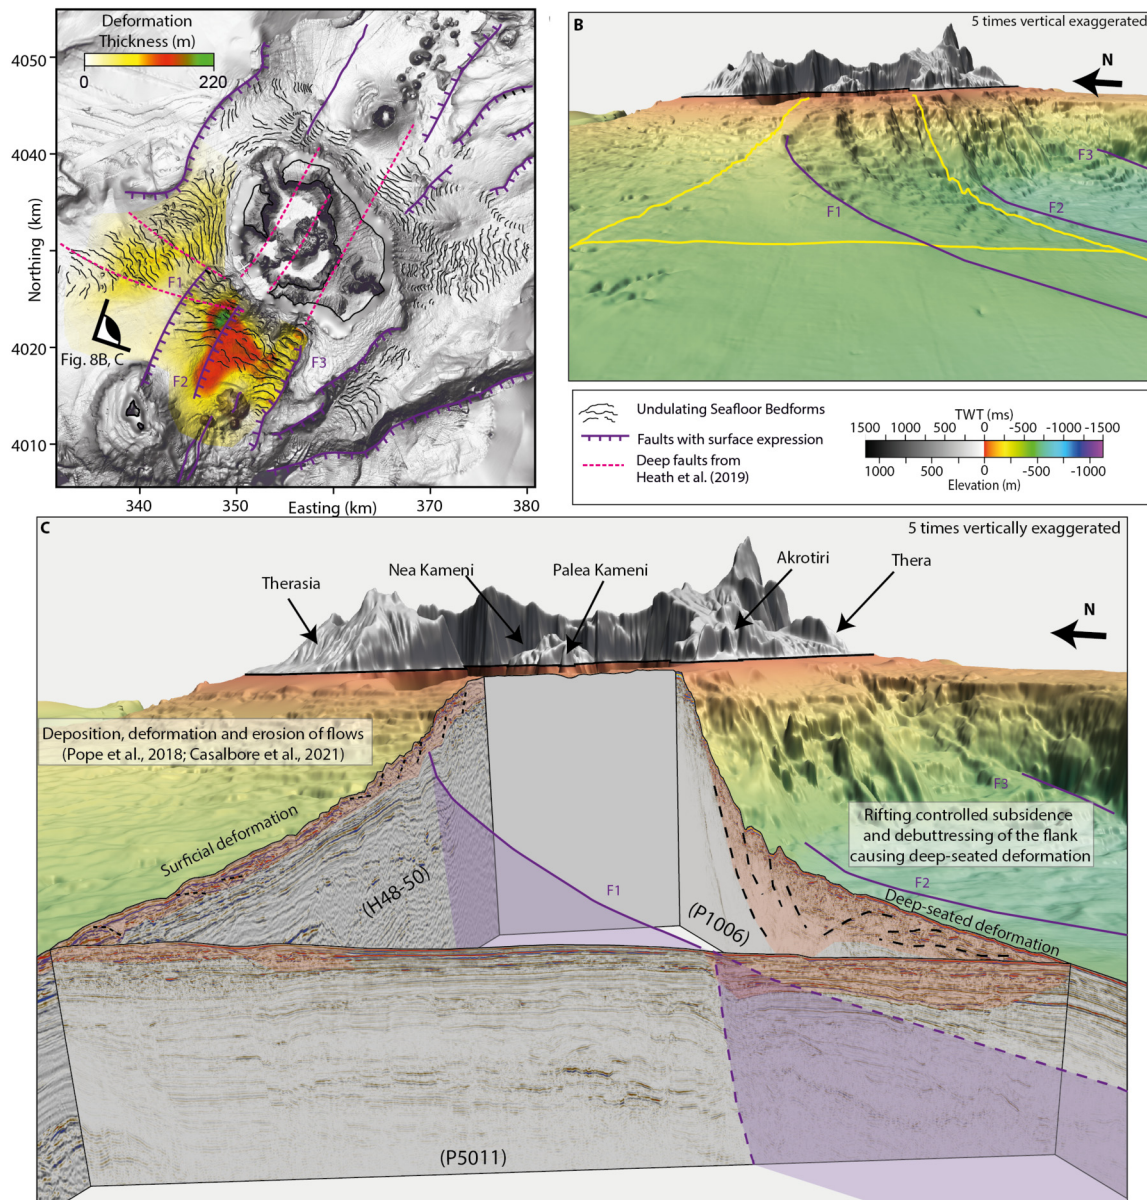 Deformation
Thickness (m)
0
220
4050
4040
Northing (km)
4020
4010
F1
F2
F3
Fig. 8B, C
340
350
Easting (km)
370
380
B
5 times vertical exaggerated
N
F1
F2
F3
Undulating Seafloor Bedforms
Faults with surface expression
Deep faults from
Heath et al. (2019)
TWT (ms)
1500 1000 500 0 -500 -1000 -1500
1000 500 0 -500 -1000
Elevation (m)
C
5 times vertically exaggerated
Therasia
Nea Kameni
Palea Kameni
Akrotiri
Thera
N
Deposition, deformation and erosion of flows
(Pope et al., 2018; Casalbore et al., 2021)
Surficial deformation
(H48-50)
F1
(P1006)
F3
Rifting controlled subsidence
and debuttressing of the flank
causing deep-seated deformation
F2
Deep-seated deformation
(P5011)